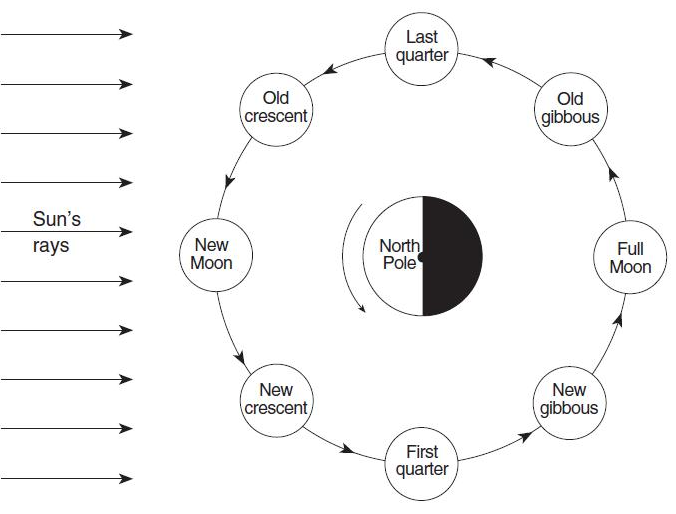 Last
quarter
Old
crescent
Old
gibbous
Sun's
rays
New
Moon
North
Pole
Full
Moon
New
crescent
New
gibbous
First
quarter